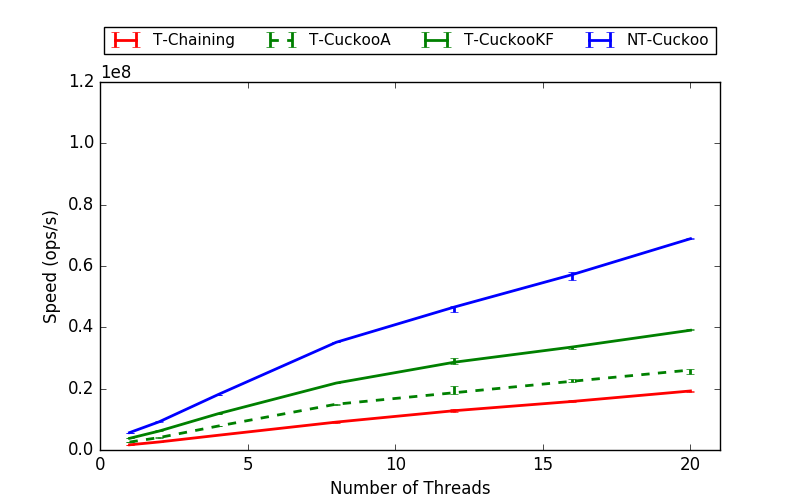 T-Chaining T-CuckooA T-CuckooKF NT-Cuckoo
1e8
1.2
1.0
0.8
0.6
0.4
0.2
0.0
Speed (ops/s)
0 5 10 15 20
Number of Threads